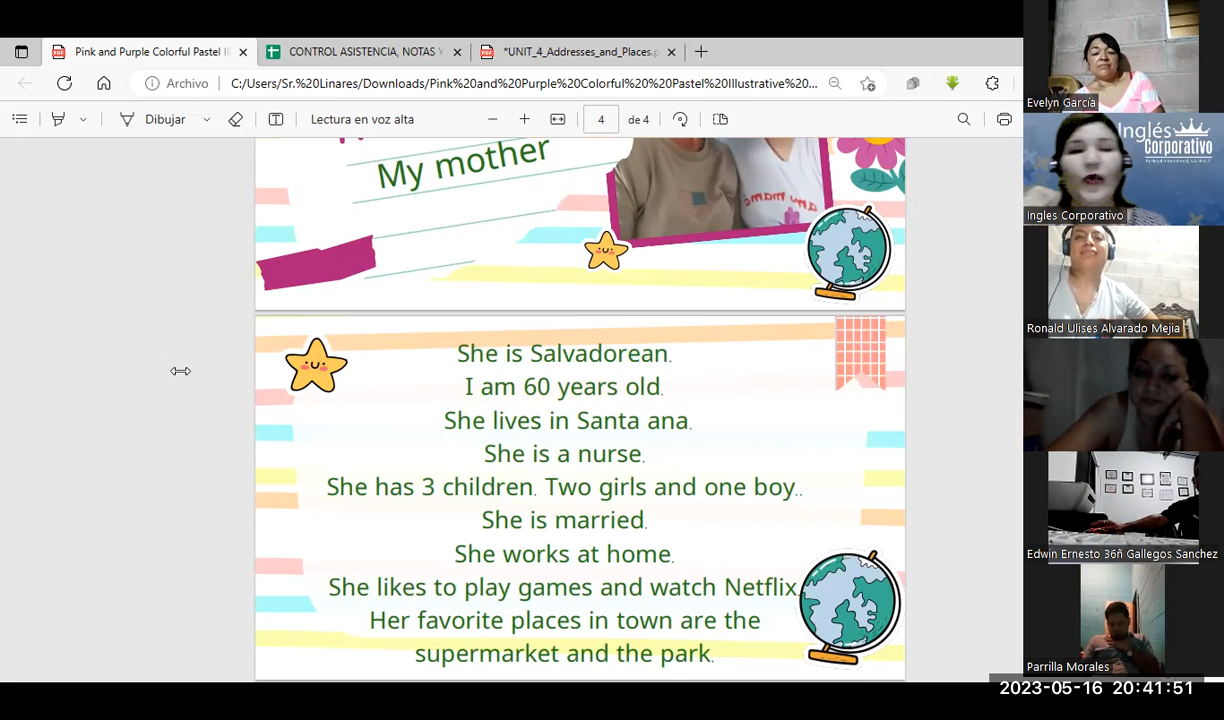 Pink and Purple Colorful Pastel Il
CONTROL ASISTENCIA, NOTAS Y
*UNIT_4_Addresses_and_Places.p
Archivo
C:/Users/Sr.%20Linares/Downloads/Pink%20and%20Purple%20Colorful%20%20Pastel%20Illustrative%20...
Dibujar
Lectura en voz alta
4
de 4
My mother
She is Salvadorean.
I am 60 years old.
She lives in Santa ana.
She is a nurse.
She has 3 children. Two girls and one boy..
She is married.
She works at home.
She likes to play games and watch Netflix.
Her favorite places in town are the
supermarket and the park.
Evelyn García
Inglés
Corporativo
Ingles Corporativo
Ronald Ulises Alvarado Mejia
Edwin Ernesto 36ñ Gallegos Sanchez
Parrilla Morales
2023-05-16 20:41:51